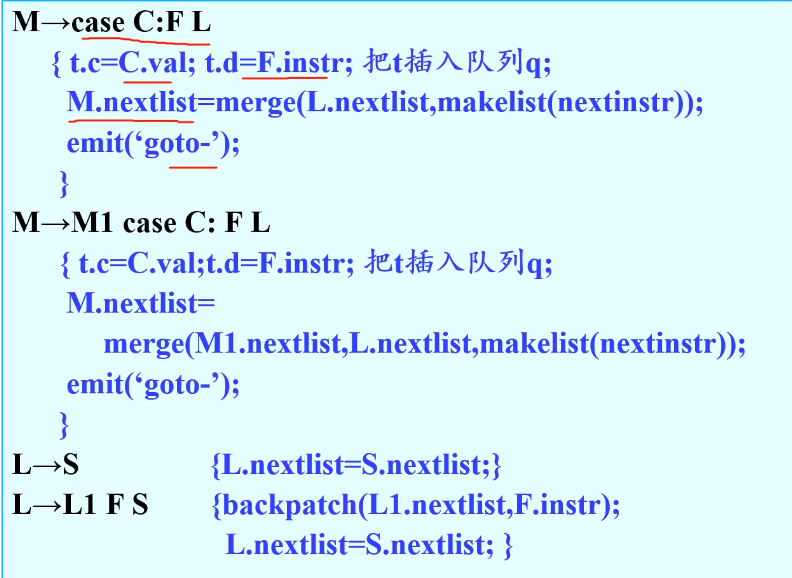 M→case C:F L
{ t.c=C.val; t.d=F.instr; 把t插入队列q;
M.nextlist=merge(L.nextlist,makelist(nextinstr));
emit(‘goto-’);
}
M→M1 case C: F L
{ t.c=C.val;t.d=F.instr; 把t插入队列q;
M.nextlist=
merge(M1.nextlist,L.nextlist,makelist(nextinstr));
emit(‘goto-’);
}
L→S {L.nextlist=S.nextlist;}
L→L1 F S {backpatch(L1.nextlist,F.instr);
L.nextlist=S.nextlist; }